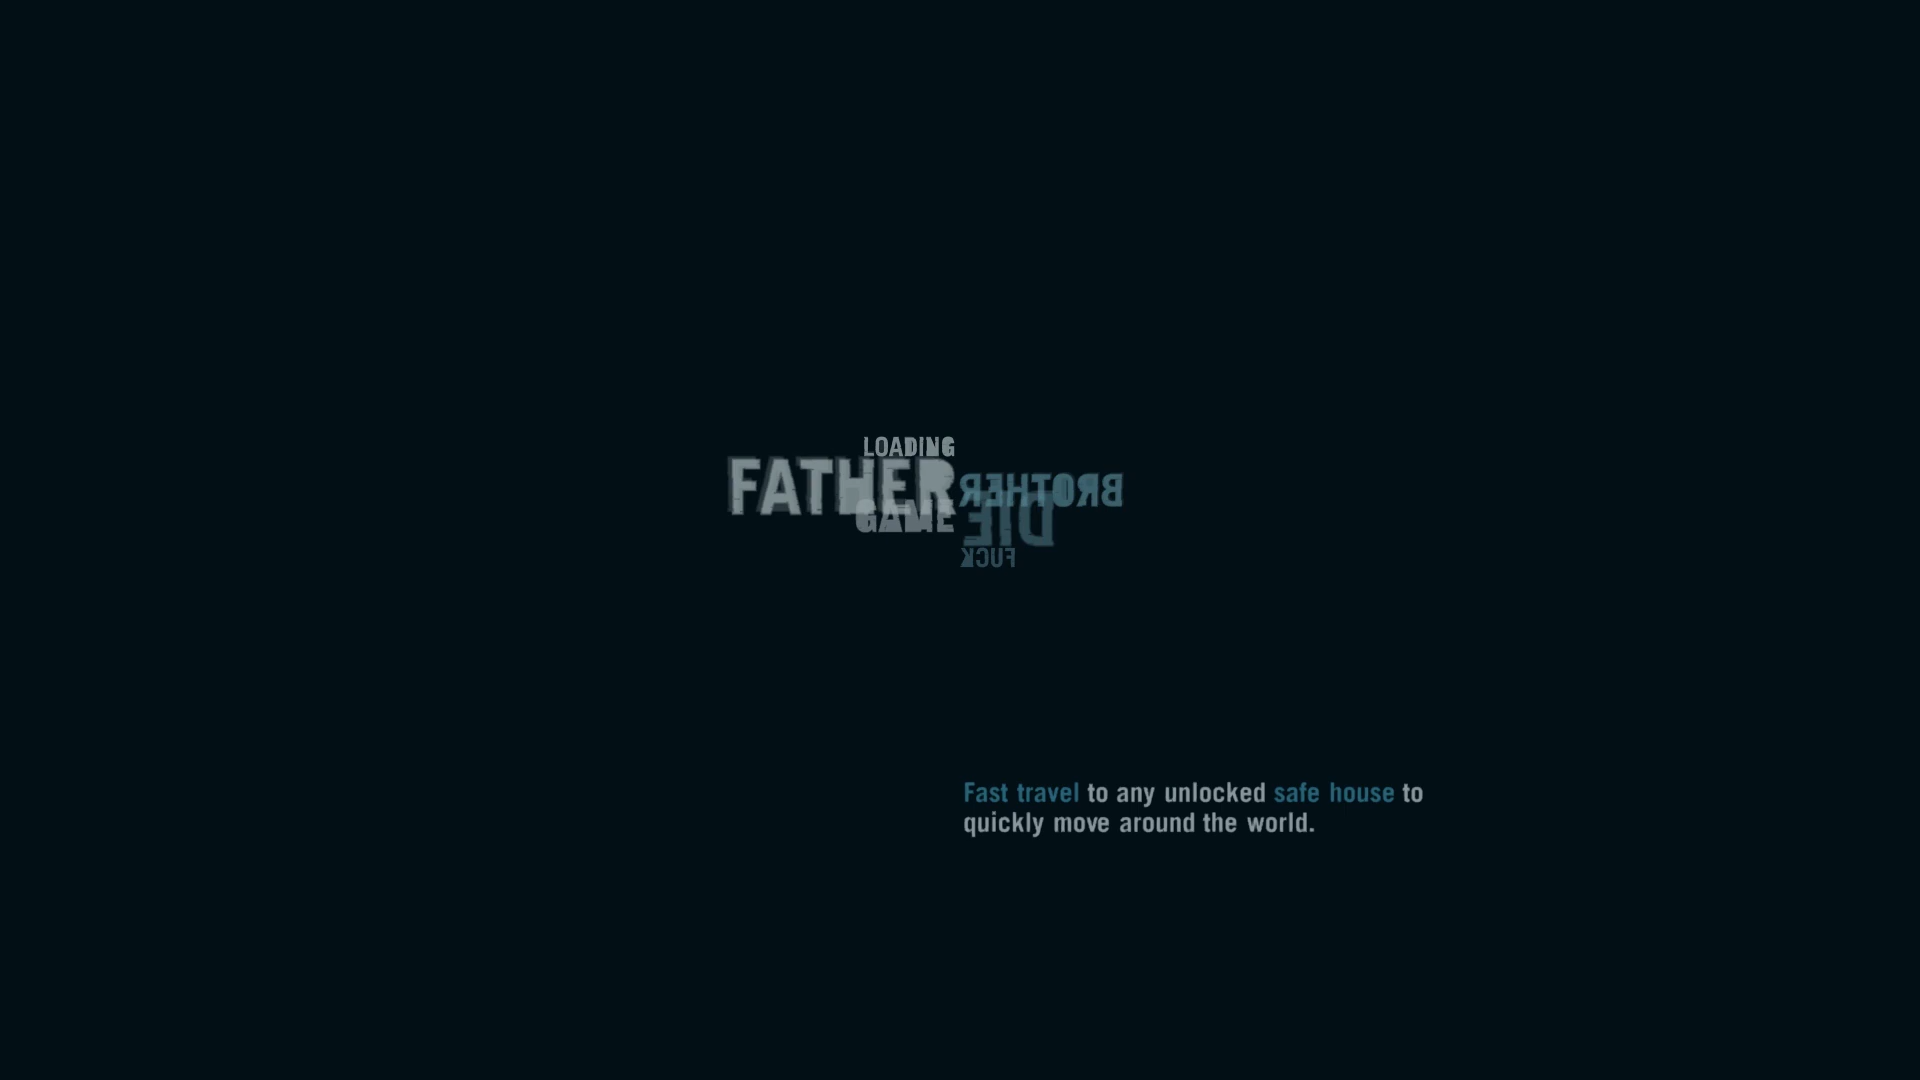 LOADING
FATHER
BROTHER
GAME
DIE
FUCK
Fast travel to any unlocked safe house to
quickly move around the world.